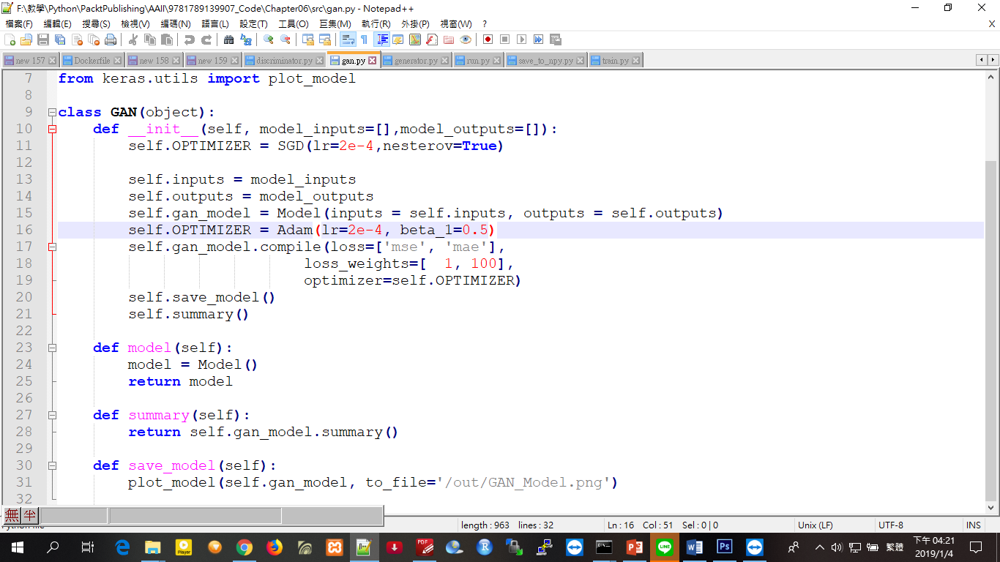 F:\教學\Python\PacktPublishing\AAII\9781789139907_Code\Chapter06\src\gan.py - Notepad++
檔案(F) 編輯(E) 搜尋(S) 檢視(V) 編碼(N) 語言(L) 設定(T) 工具(O) 巨集(M) 執行(R) 外掛(P) 視窗(W) ? X
new 157 Dockerfile new 158 new 159 discriminator.py gan.py generator.py run.py save_to_npy.py train.py
7 from keras.utils import plot_model
8
9 class GAN(object):
10 def __init__(self, model_inputs=[],model_outputs=[]):
11 self.OPTIMIZER = SGD(lr=2e-4,nesterov=True)
12
13 self.inputs = model_inputs
14 self.outputs = model_outputs
15 self.gan_model = Model(inputs = self.inputs, outputs = self.outputs)
16 self.OPTIMIZER = Adam(lr=2e-4, beta_1=0.5)
17 self.gan_model.compile(loss=['mse', 'mae'],
18 loss_weights=[  1, 100],
19 optimizer=self.OPTIMIZER)
20 self.save_model()
21 self.summary()
22
23 def model(self):
24 model = Model()
25 return model
26
27 def summary(self):
28 return self.gan_model.summary()
29
30 def save_model(self):
31 plot_model(self.gan_model, to_file='/out/GAN_Model.png')
32
無 半
length : 963 lines : 32 Ln : 16 Col : 51 Sel : 0 | 0 Unix (LF) UTF-8 INS
繁體 下午 04:21
2019/1/4